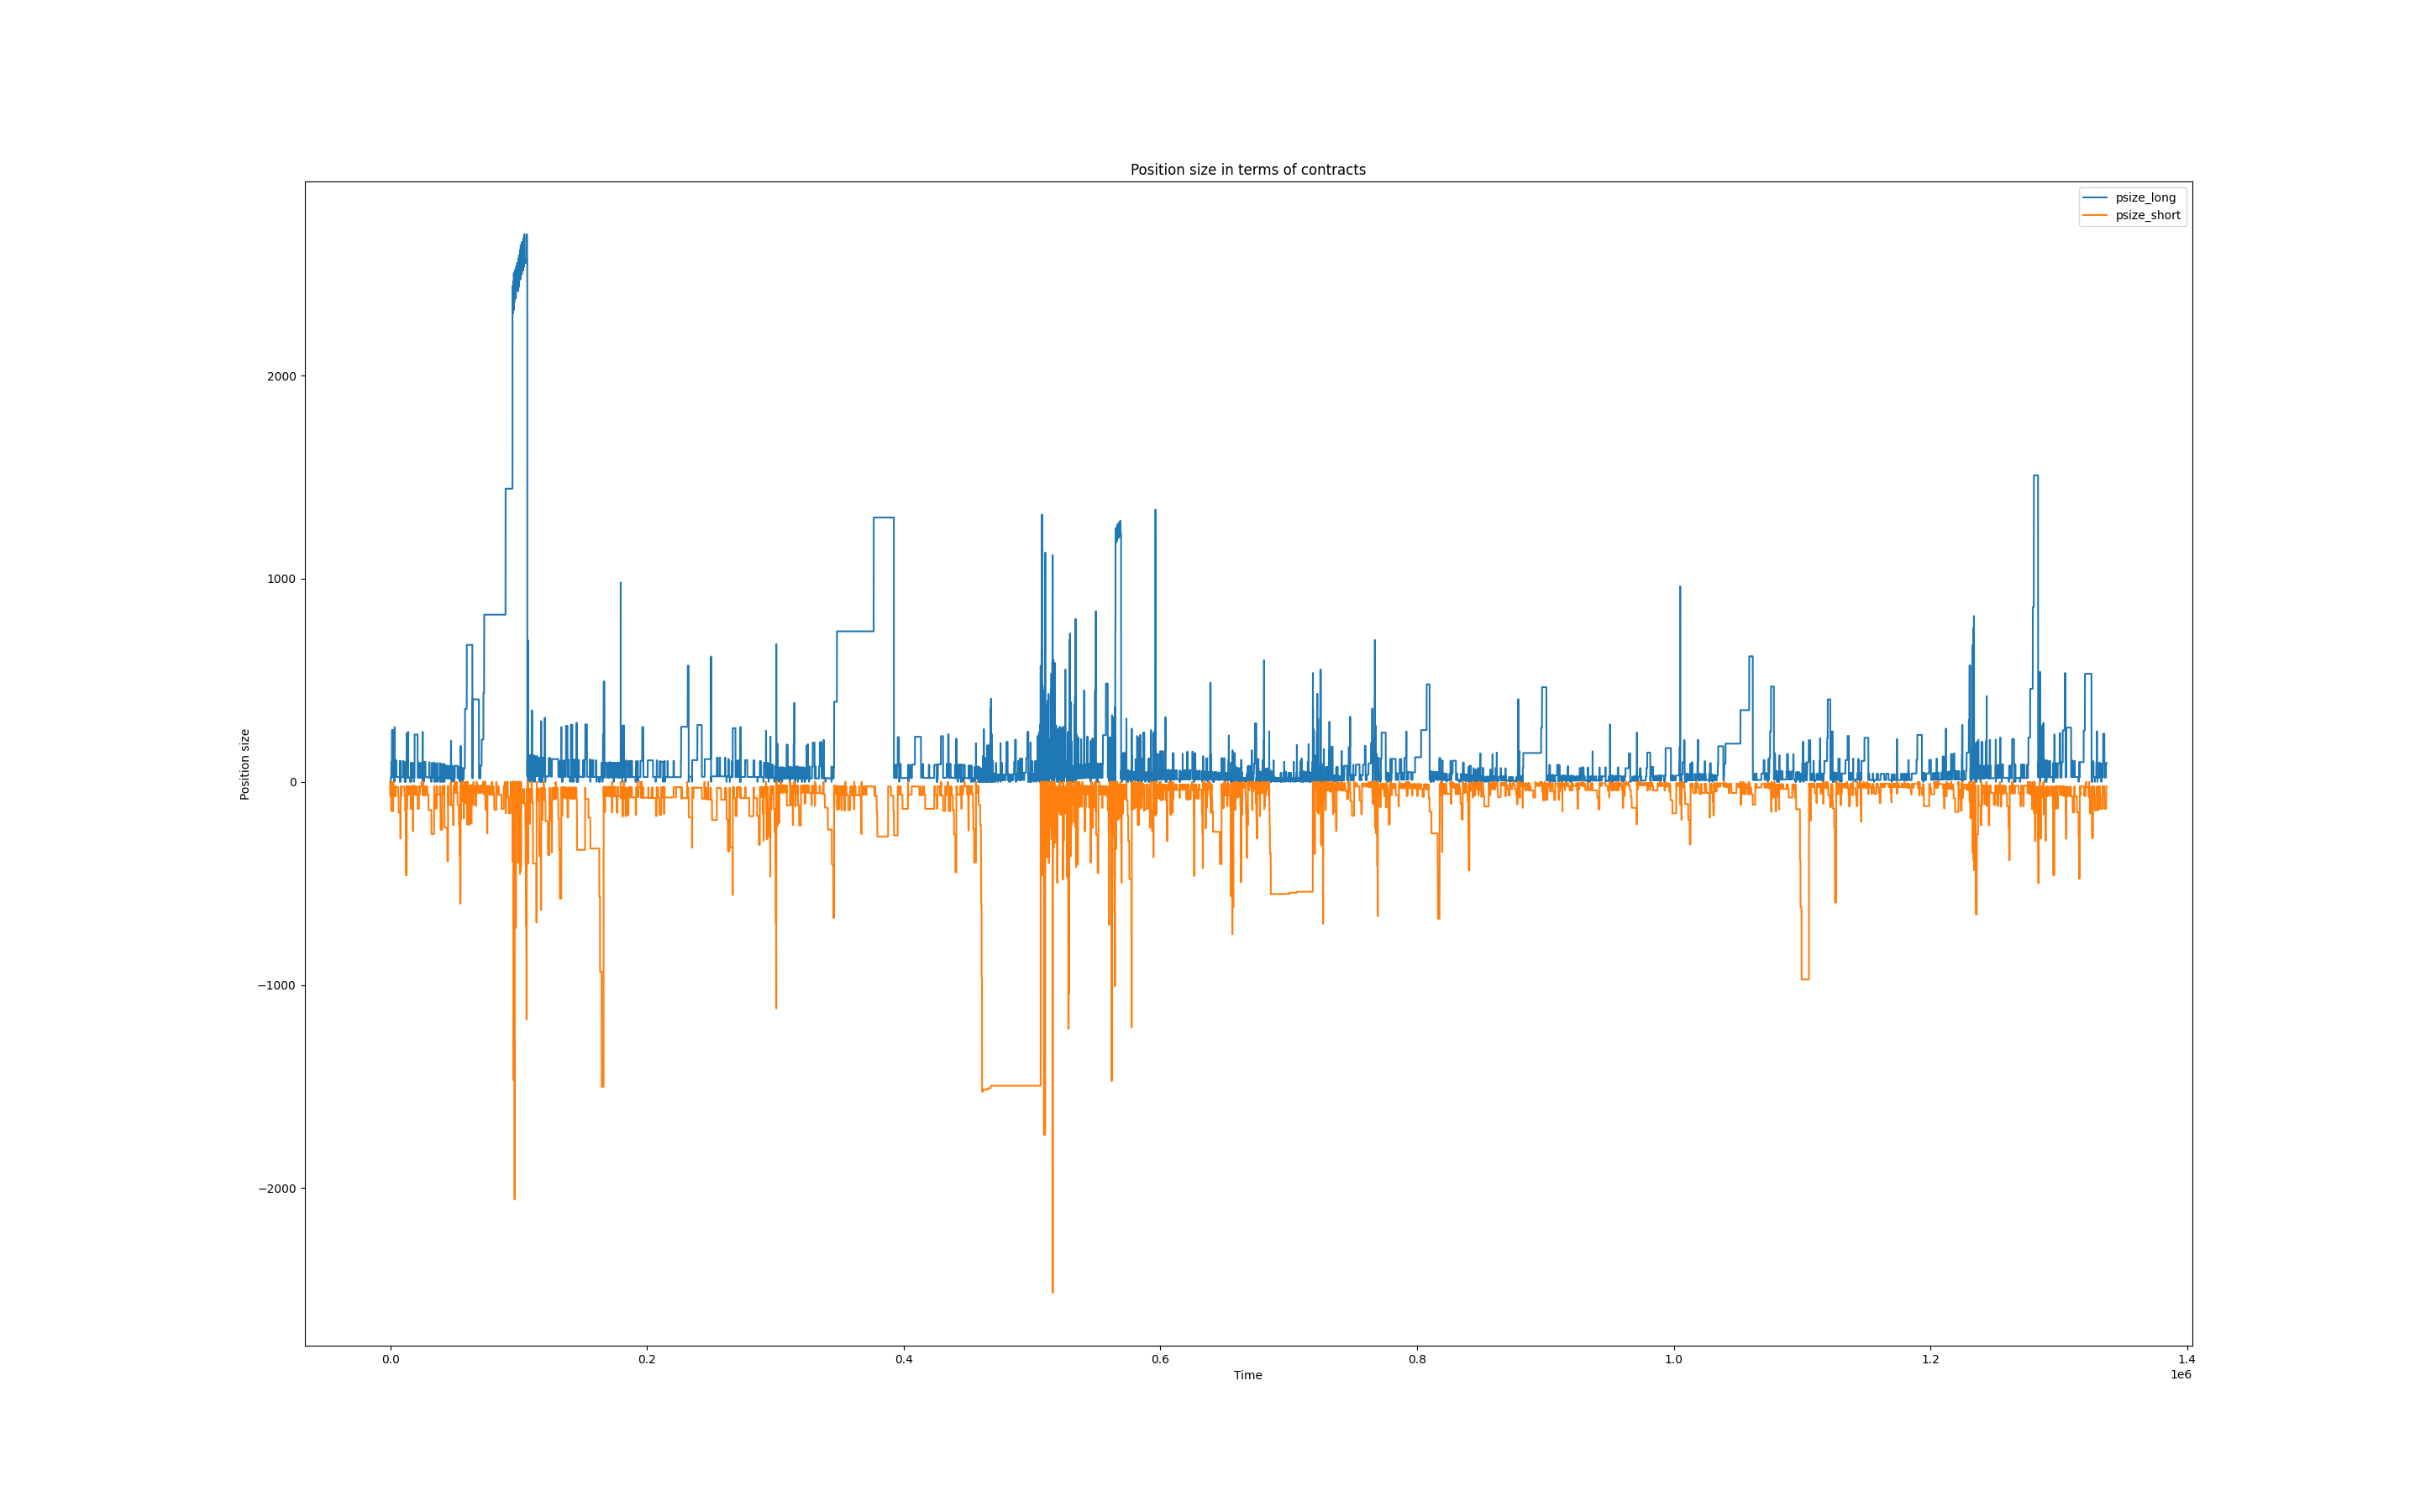 Position size in terms of contracts
psize_long
psize_short
Position size
2000
1000
0
−1000
−2000
0.0 0.2 0.4 0.6 0.8 1.0 1.2 1.4
Time
1e6